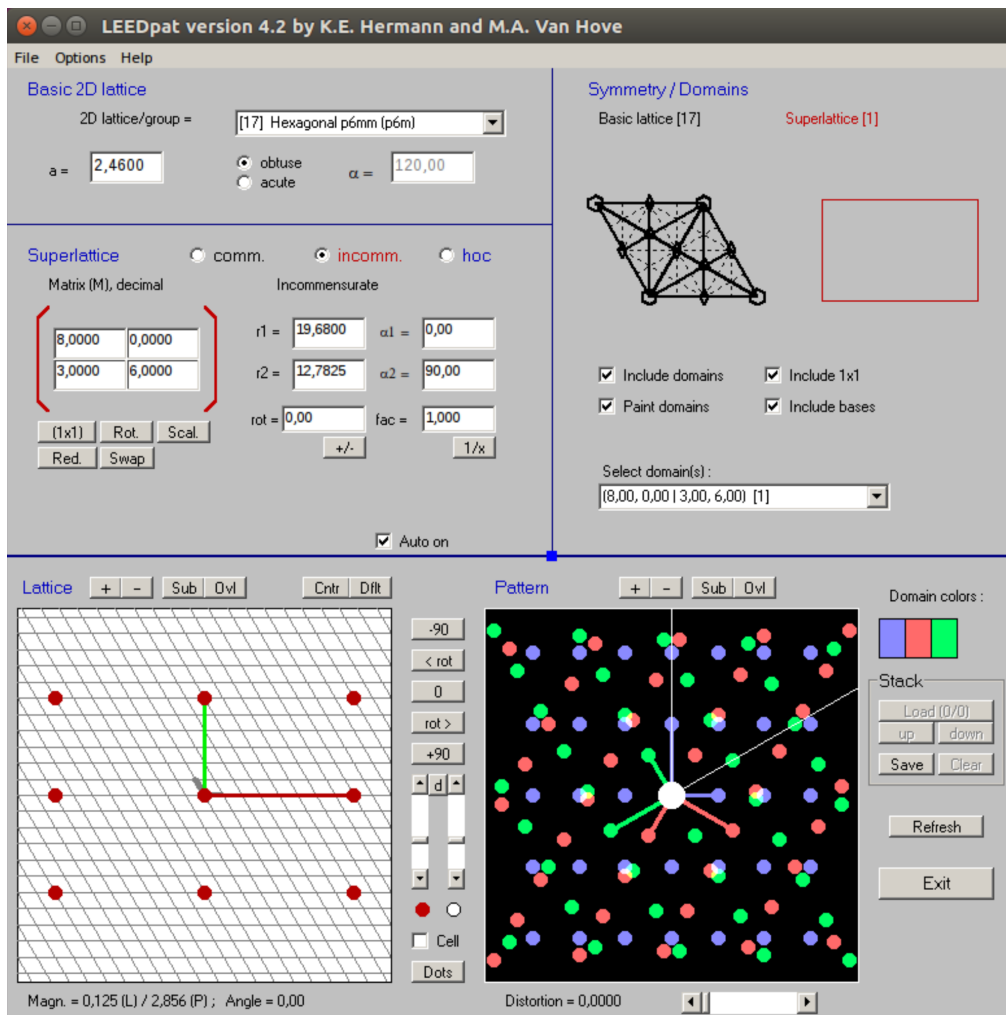 LEEDpat version 4.2 by K.E. Hermann and M.A. Van Hove
File Options Help
Basic 2D lattice
2D lattice/group = [17] Hexagonal p6mm (p6m)
a = 2,4600 obtuse acute α = 120,00
Superlattice comm. incomm. hoc
Matrix (M), decimal Incommensurate
8,0000 0,0000 r1 = 19,6800 α1 = 0,00
3,0000 6,0000 r2 = 12,7825 α2 = 90,00
rot = 0,00 fac = 1,000
(1x1) Rot. Scal. +/- 1/x
Red. Swap
Auto on
Symmetry / Domains
Basic lattice [17] Superlattice [1]
Include domains Include 1x1
Paint domains Include bases
Select domain(s) :
(8,00, 0,00 | 3,00, 6,00) [1]
Lattice + - Sub Ovl Cntr Dflt
-90
< rot
0
rot >
+90
d
Cell
Dots
Magn. = 0,125 (L) / 2,856 (P) ; Angle = 0,00
Pattern + - Sub Ovl
Distortion = 0,0000
Domain colors :
Stack
Load (0/0)
up down
Save Clear
Refresh
Exit